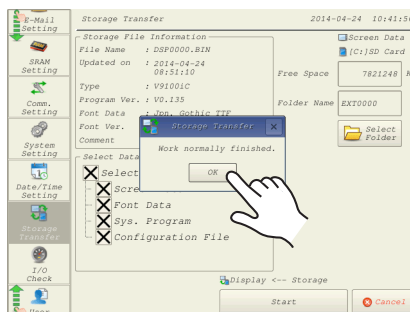 E-Mail
Setting
SRAM
Setting
Comm.
Setting
System
Setting
Date/Time
Setting
Storage
Transfer
I/O
Check
User
Storage Transfer
2014-04-24 10:41:50
Storage File Information
File Name : DSP0000.BIN
Updated on : 2014-04-24
08:51:10
Type : V9100iC
Program Ver. : V0.135
Font Data : Jpn. Gothic TTF
Font Ver. :
Comment
Screen Data
[C:]SD Card
Free Space 7821248 K
Folder Name EXT0000
Select
Folder
Storage Transfer
Work normally finished.
OK
Select Data
Select
Scre
Font Data
Sys. Program
Configuration File
Display <-- Storage
Start
Cancel